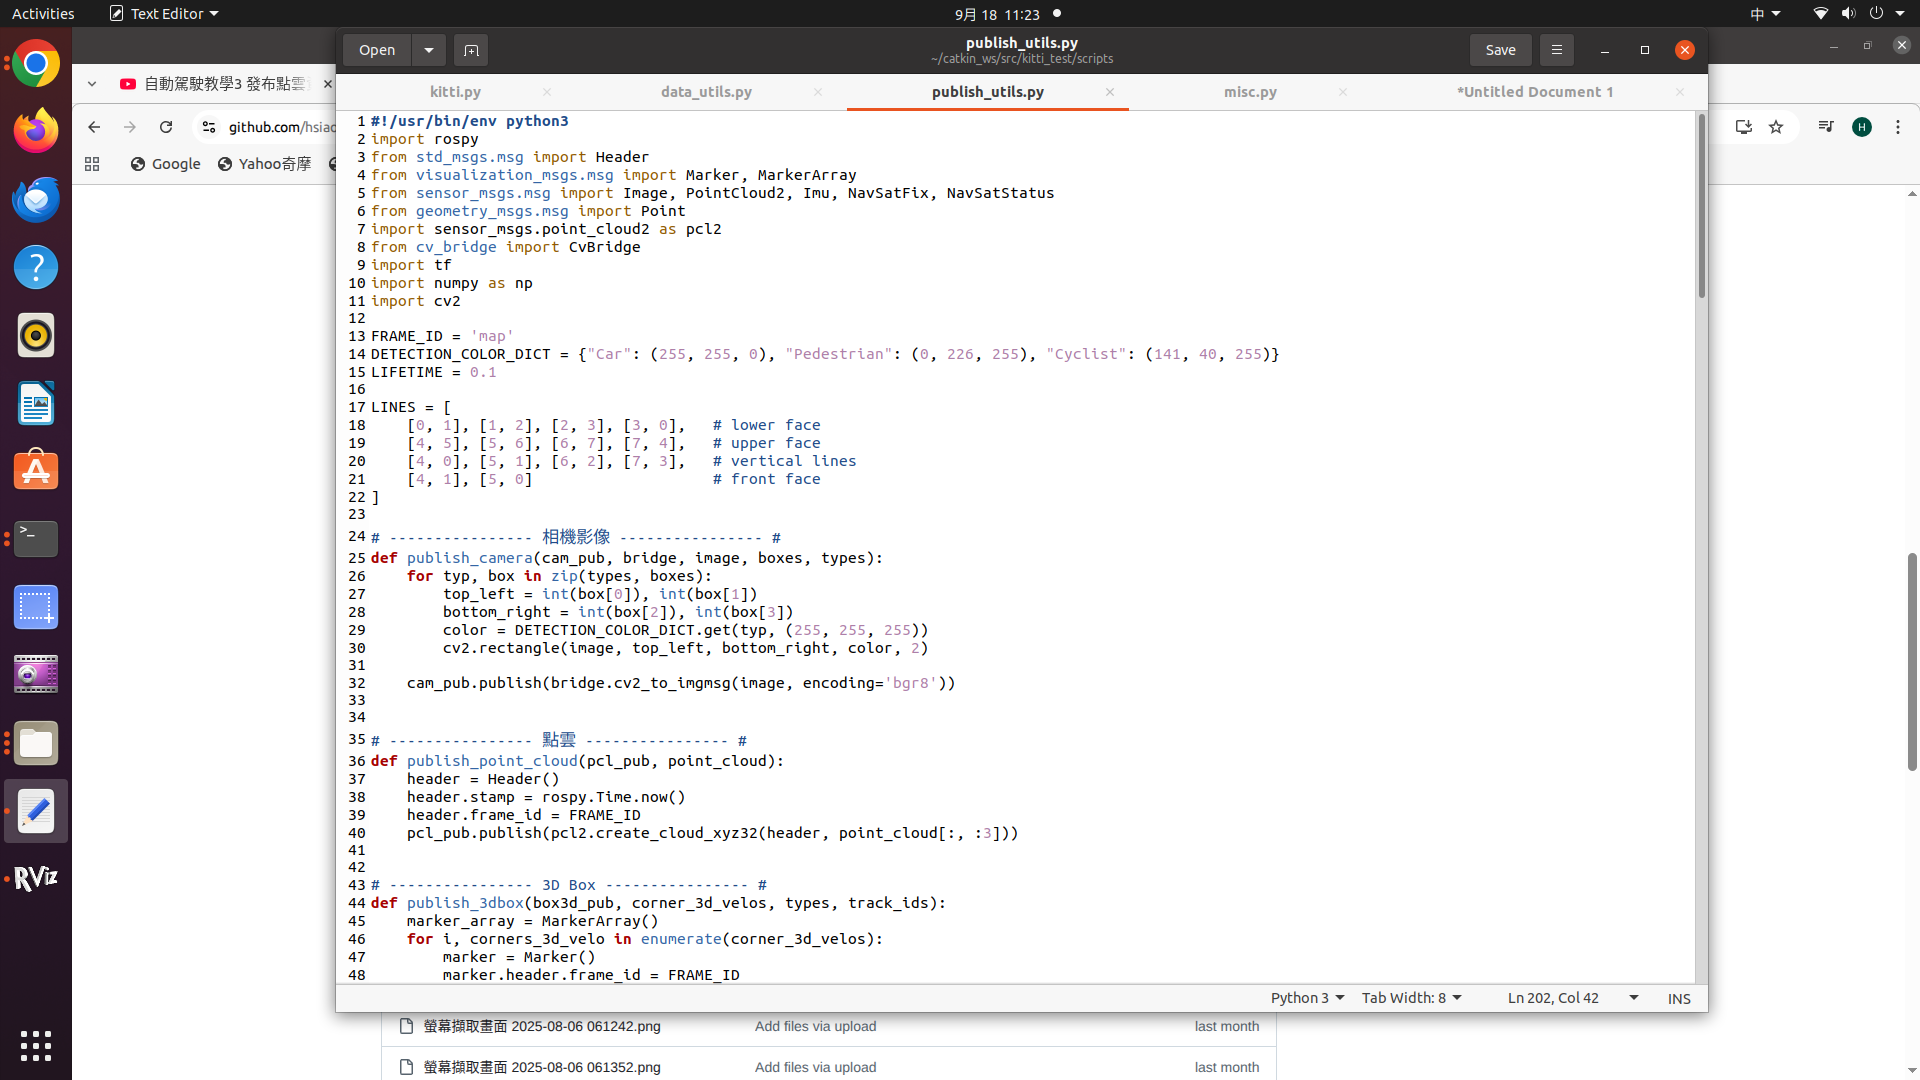 Activities
Text Editor
9月 18 11:23
中
Open
publish_utils.py
~/catkin_ws/src/kitti_test/scripts
Save
自動駕駛教學3 發布點雲
github.com/hsiao
H
Google
Yahoo奇摩
kitti.py
data_utils.py
publish_utils.py
misc.py
*Untitled Document 1
1 #!/usr/bin/env python3
2 import rospy
3 from std_msgs.msg import Header
4 from visualization_msgs.msg import Marker, MarkerArray
5 from sensor_msgs.msg import Image, PointCloud2, Imu, NavSatFix, NavSatStatus
6 from geometry_msgs.msg import Point
7 import sensor_msgs.point_cloud2 as pcl2
8 from cv_bridge import CvBridge
9 import tf
10 import numpy as np
11 import cv2
12
13 FRAME_ID = 'map'
14 DETECTION_COLOR_DICT = {"Car": (255, 255, 0), "Pedestrian": (0, 226, 255), "Cyclist": (141, 40, 255)}
15 LIFETIME = 0.1
16
17 LINES = [
18     [0, 1], [1, 2], [2, 3], [3, 0],   # lower face
19     [4, 5], [5, 6], [6, 7], [7, 4],   # upper face
20     [4, 0], [5, 1], [6, 2], [7, 3],   # vertical lines
21     [4, 1], [5, 0]                    # front face
22 ]
23
24 # ---------------- 相機影像 ---------------- #
25 def publish_camera(cam_pub, bridge, image, boxes, types):
26     for typ, box in zip(types, boxes):
27         top_left = int(box[0]), int(box[1])
28         bottom_right = int(box[2]), int(box[3])
29         color = DETECTION_COLOR_DICT.get(typ, (255, 255, 255))
30         cv2.rectangle(image, top_left, bottom_right, color, 2)
31
32     cam_pub.publish(bridge.cv2_to_imgmsg(image, encoding='bgr8'))
33
34
35 # ---------------- 點雲 ---------------- #
36 def publish_point_cloud(pcl_pub, point_cloud):
37     header = Header()
38     header.stamp = rospy.Time.now()
39     header.frame_id = FRAME_ID
40     pcl_pub.publish(pcl2.create_cloud_xyz32(header, point_cloud[:, :3]))
41
42
43 # ---------------- 3D Box ---------------- #
44 def publish_3dbox(box3d_pub, corner_3d_velos, types, track_ids):
45     marker_array = MarkerArray()
46     for i, corners_3d_velo in enumerate(corner_3d_velos):
47         marker = Marker()
48         marker.header.frame_id = FRAME_ID
Python 3
Tab Width: 8
Ln 202, Col 42
INS
RViz
螢幕擷取畫面 2025-08-06 061242.png
Add files via upload
last month
螢幕擷取畫面 2025-08-06 061352.png
Add files via upload
last month